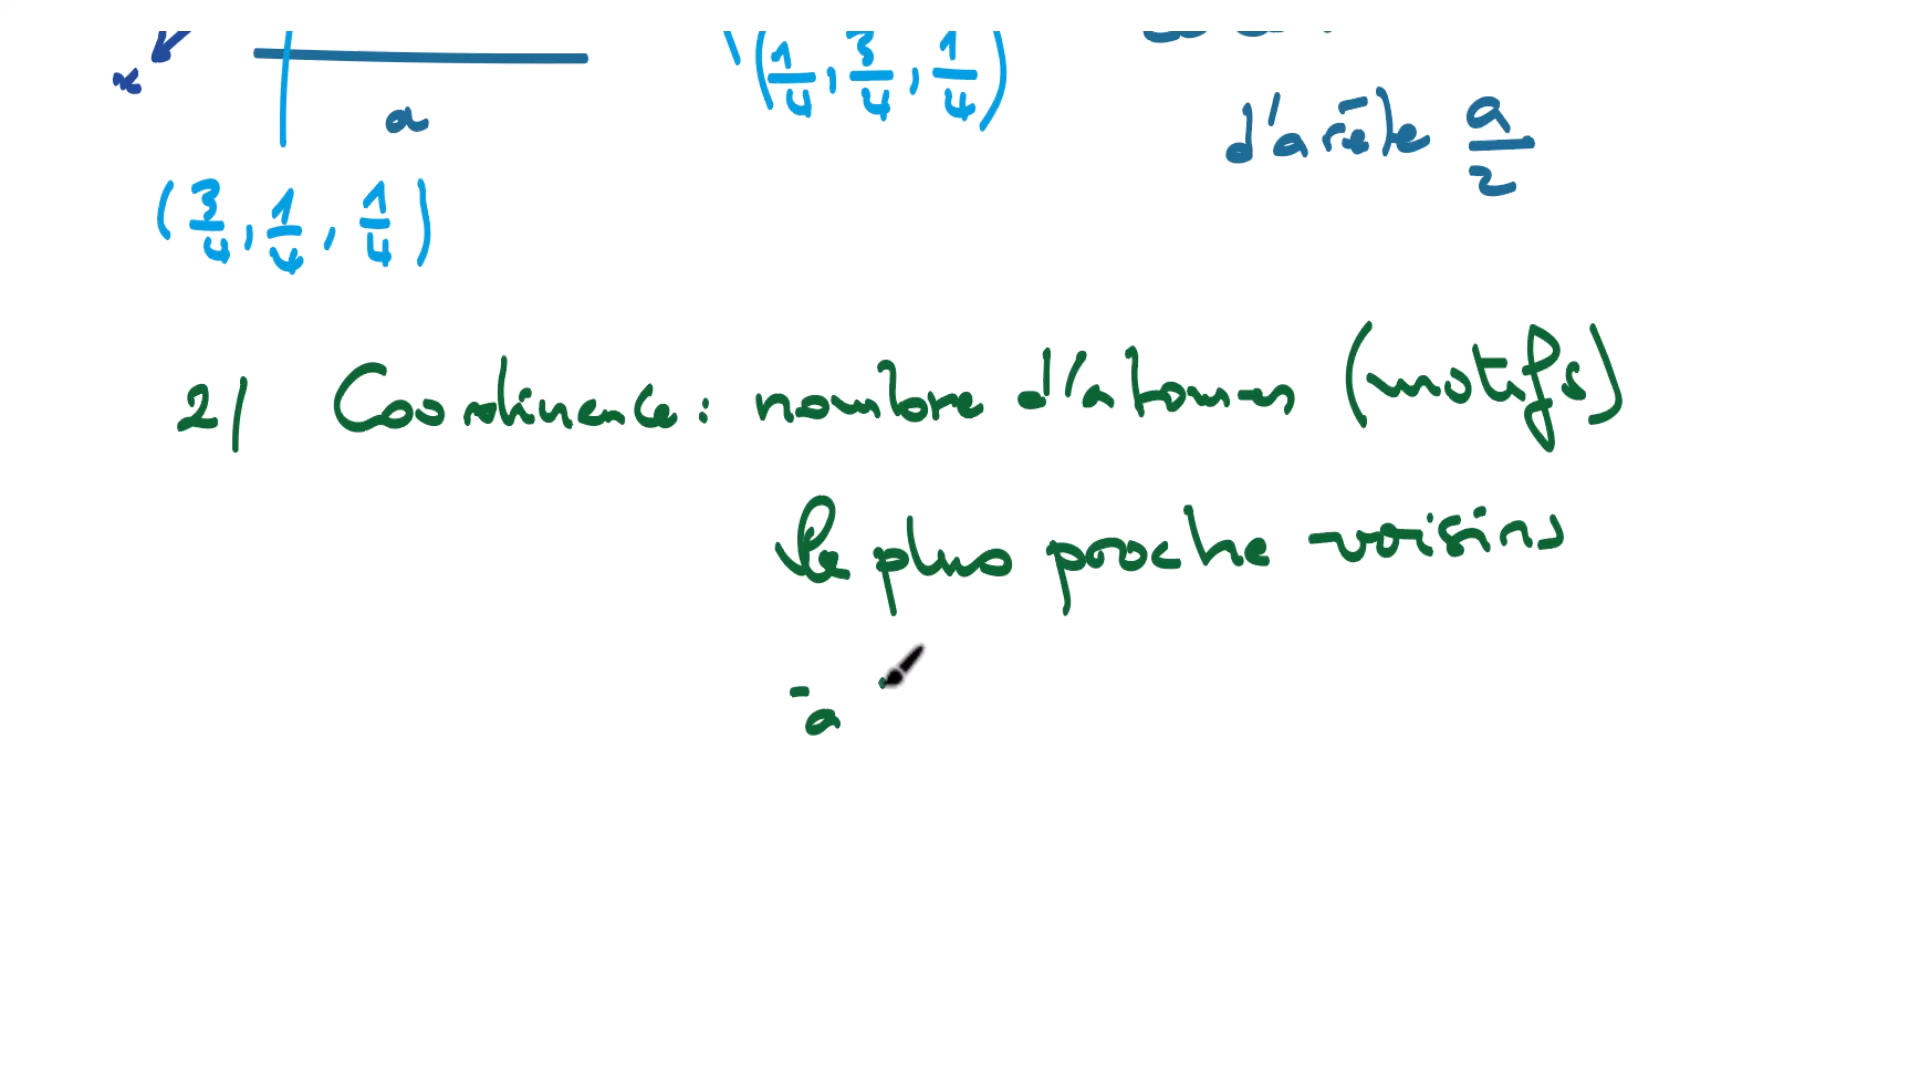 x
a
(1/4, 3/4, 1/4)
d'arête a/2
(3/4, 1/4, 1/4)
2/ Coordinence : nombre d'atomes (motifs)
le plus proche voisins
à